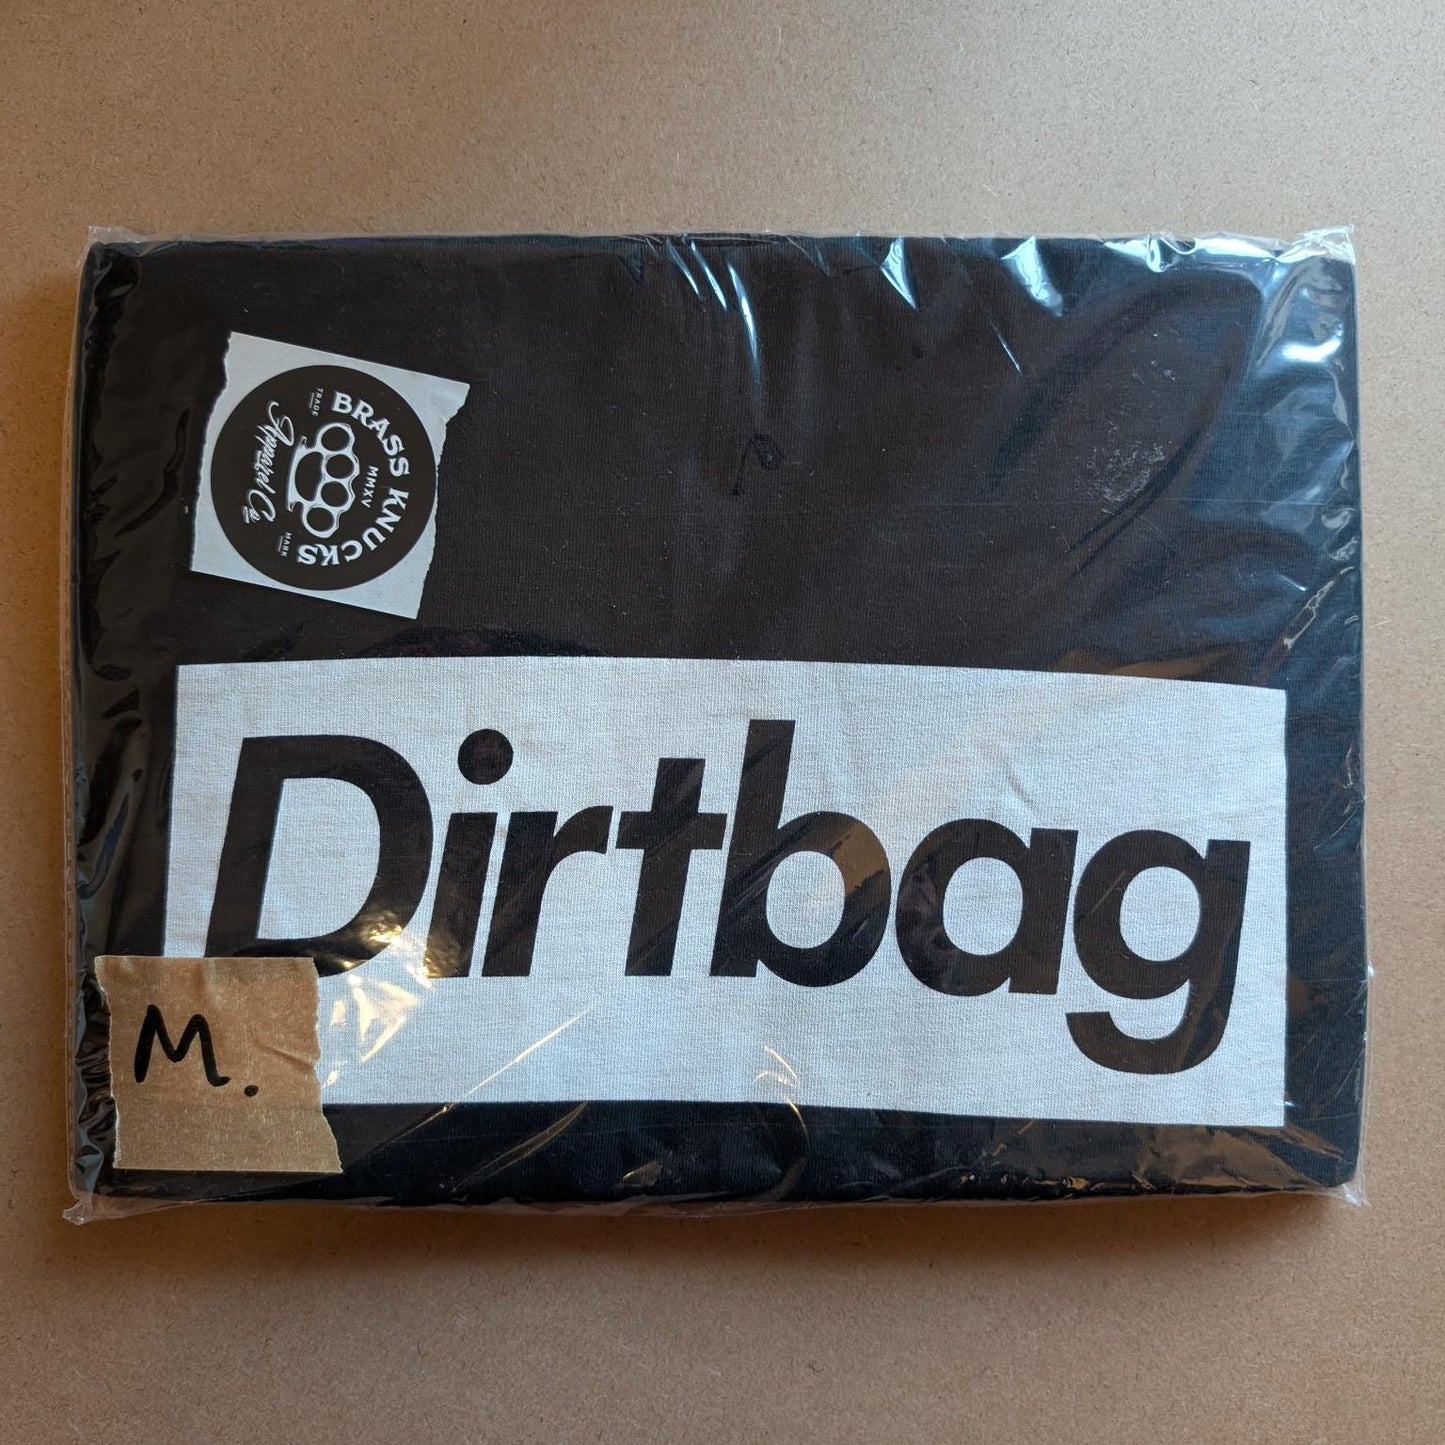 BRASS KNUCKS
Apparel Co
TRADE
MMXV
MARK
Dirtbag
M.